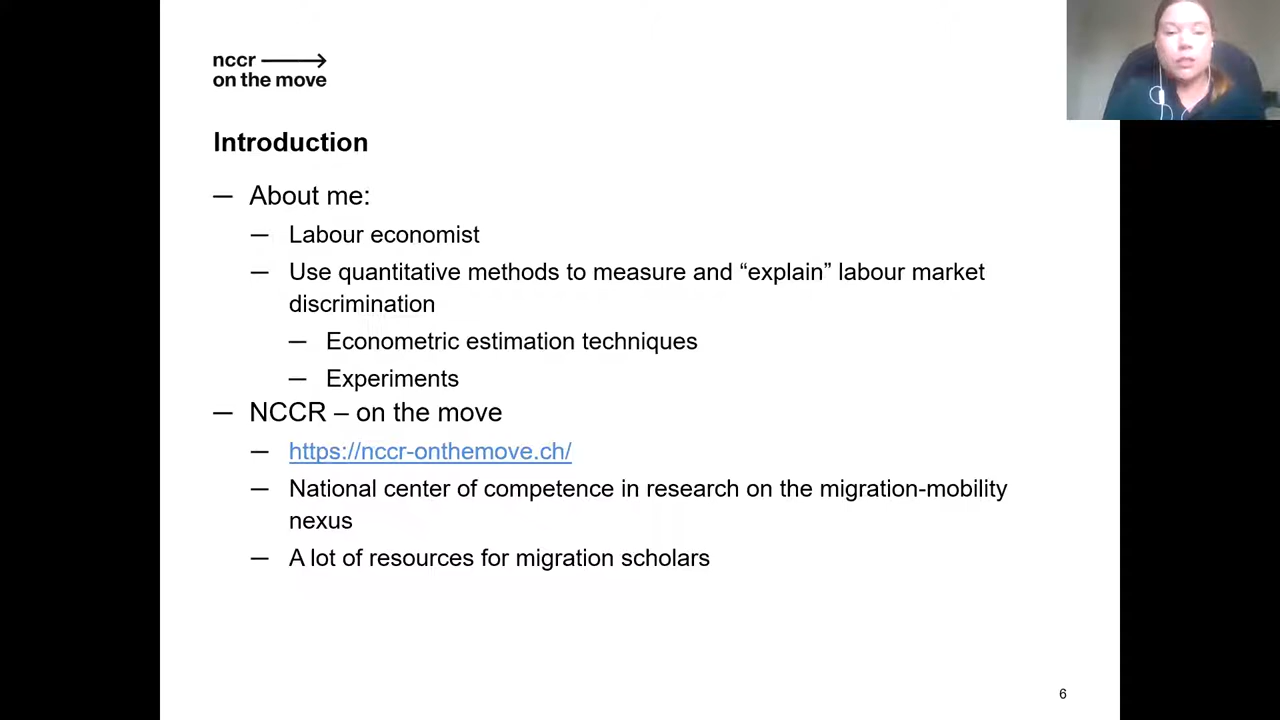 nccr →
on the move
Introduction
— About me:
— Labour economist
— Use quantitative methods to measure and “explain” labour market
discrimination
— Econometric estimation techniques
— Experiments
— NCCR – on the move
— https://nccr-onthemove.ch/
— National center of competence in research on the migration-mobility
nexus
— A lot of resources for migration scholars
6